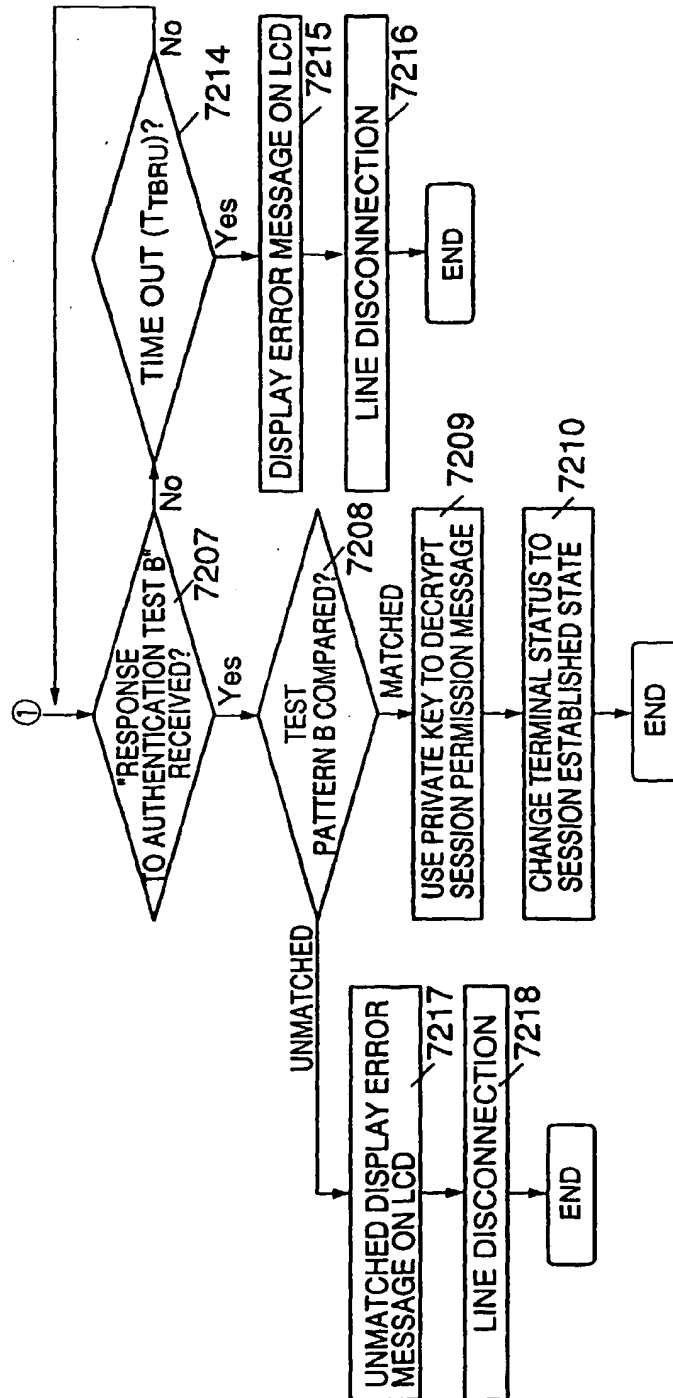 ①
"RESPONSE
TO AUTHENTICATION TEST B"
RECEIVED?
7207
No
Yes
TIME OUT (TTBRU)?
7214
No
Yes
DISPLAY ERROR MESSAGE ON LCD
7215
LINE DISCONNECTION
7216
END
TEST
PATTERN B COMPARED?
7208
MATCHED
UNMATCHED
USE PRIVATE KEY TO DECRYPT
SESSION PERMISSION MESSAGE
7209
CHANGE TERMINAL STATUS TO
SESSION ESTABLISHED STATE
7210
END
UNMATCHED DISPLAY ERROR
MESSAGE ON LCD
7217
LINE DISCONNECTION
7218
END